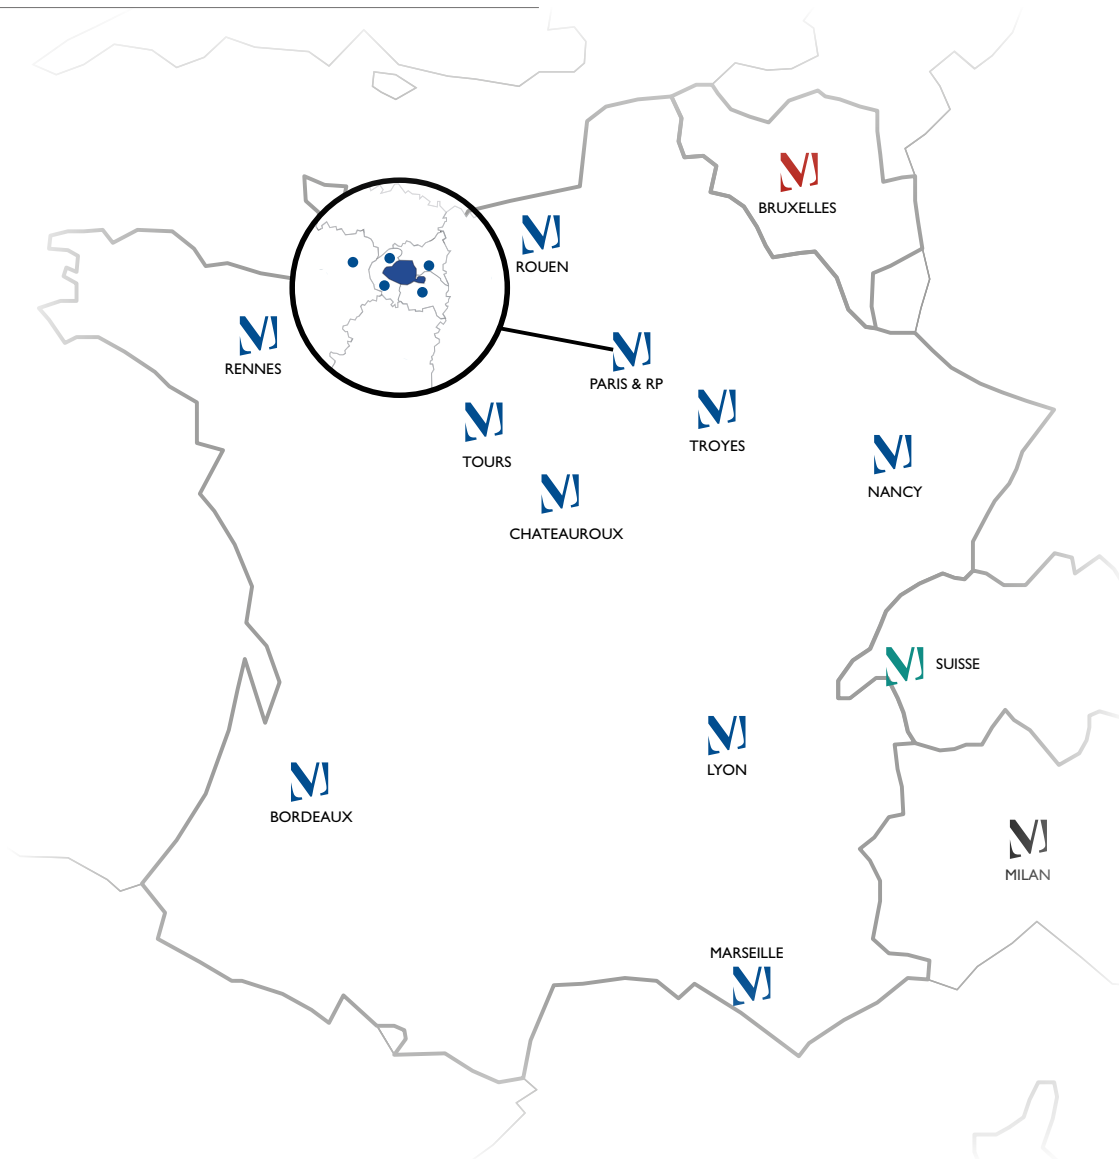 BRUXELLES
ROUEN
RENNES
PARIS & RP
TROYES
TOURS
NANCY
CHATEAUROUX
SUISSE
LYON
BORDEAUX
MILAN
MARSEILLE